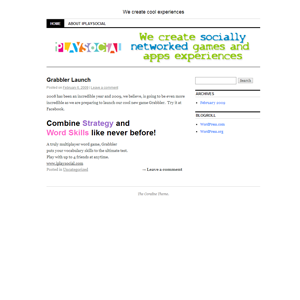 We create cool experiences
HOME ABOUT IPLAYSOCIAL
IPLAYSOCIAL
We create socially
networked games and
apps experiences
Grabbler Launch
Posted on February 6, 2009 | Leave a comment
2008 has been an incredible year and 2009, we believe, is going to be even more
incredible as we are preparing to launch our cool new game Grabbler. Try it at
Facebook.
Combine Strategy and
Word Skills like never before!
A truly multiplayer word game, Grabbler
puts your vocabulary skills to the ultimate test.
Play with up to 4 friends at anytime.
www.iplaysocial.com
Posted in Uncategorized
→ Leave a comment
Search
ARCHIVES
February 2009
BLOGROLL
WordPress.com
WordPress.org
The Coraline Theme.